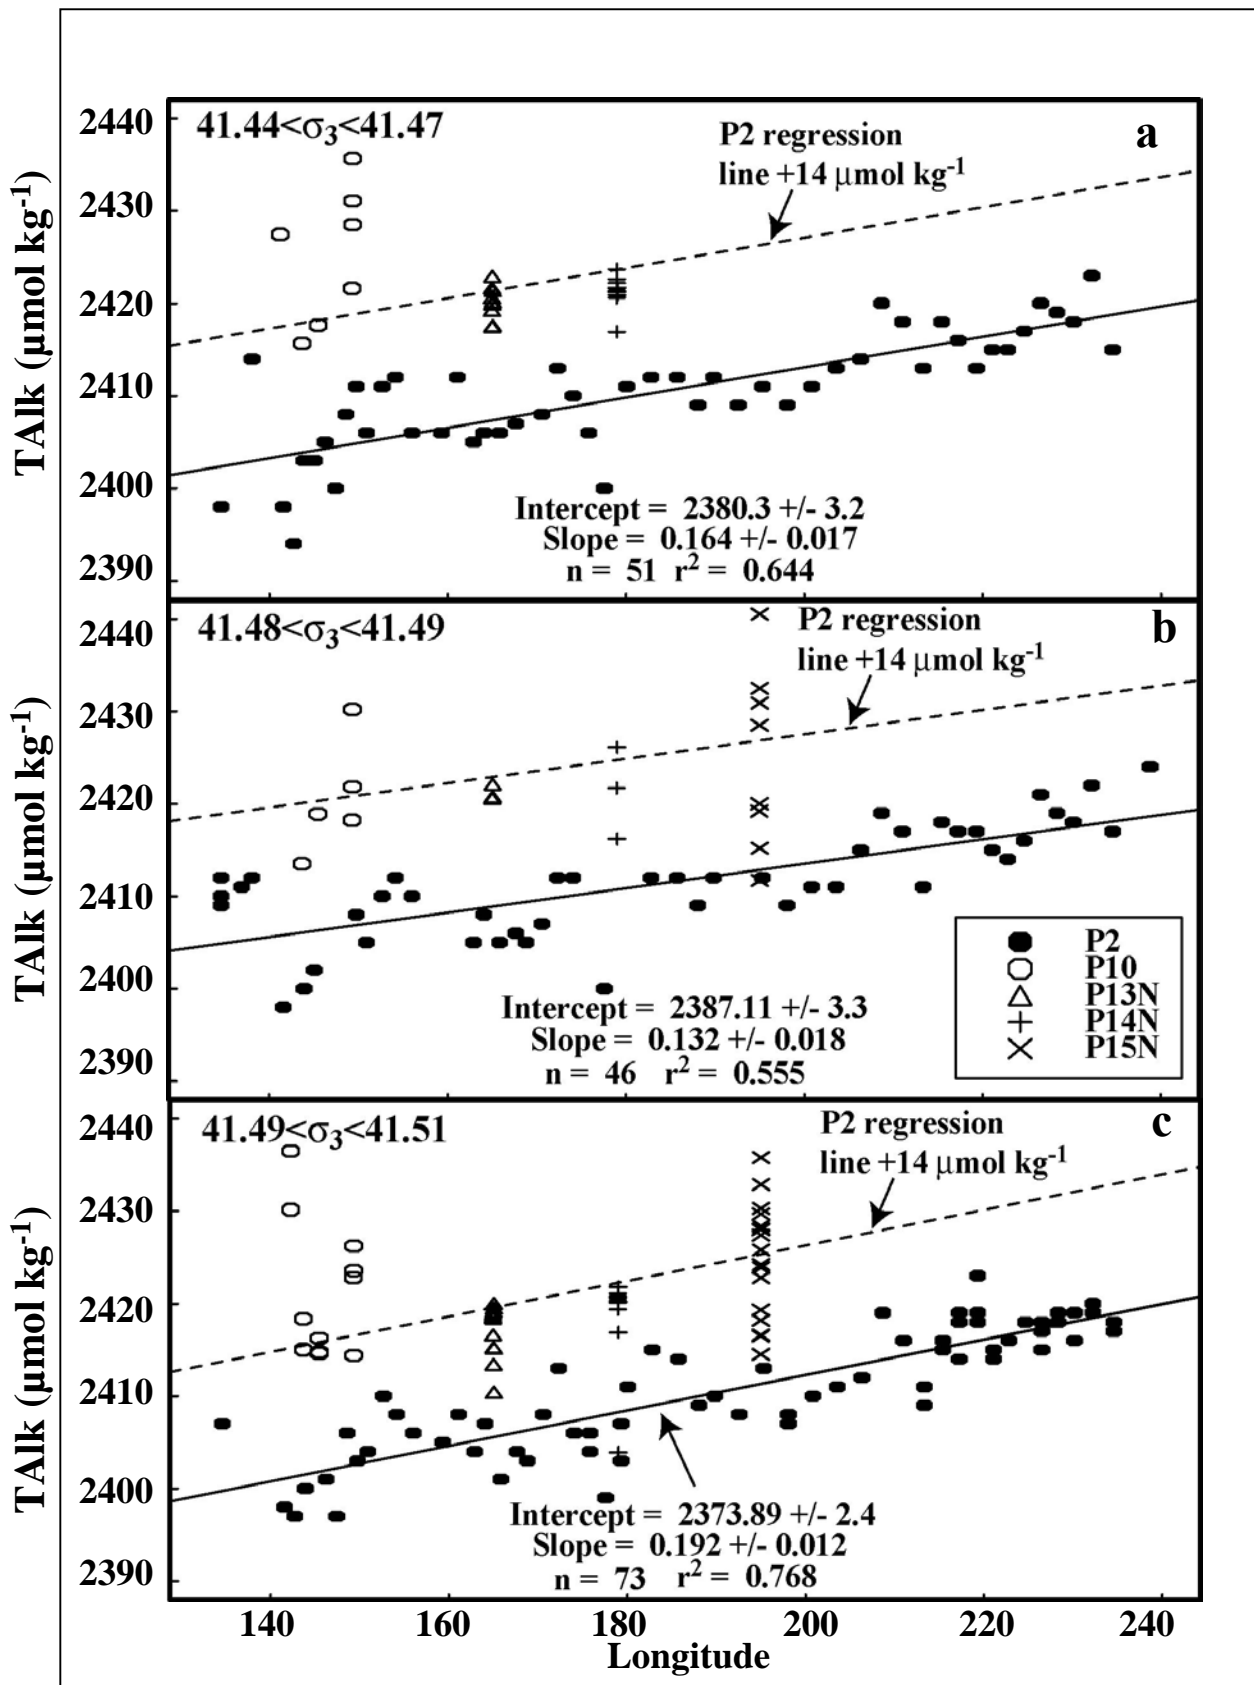 41.44<σ3<41.47
a
P2 regression
line +14 μmol kg-1
2440
2430
2420
2410
2400
2390
TAlk (μmol kg-1)
Intercept = 2380.3 +/- 3.2
Slope = 0.164 +/- 0.017
n = 51 r2 = 0.644
41.48<σ3<41.49
b
P2 regression
line +14 μmol kg-1
2440
2430
2420
2410
2400
2390
TAlk (μmol kg-1)
P2
P10
P13N
P14N
P15N
Intercept = 2387.11 +/- 3.3
Slope = 0.132 +/- 0.018
n = 46 r2 = 0.555
41.49<σ3<41.51
c
P2 regression
line +14 μmol kg-1
2440
2430
2420
2410
2400
2390
TAlk (μmol kg-1)
Intercept = 2373.89 +/- 2.4
Slope = 0.192 +/- 0.012
n = 73 r2 = 0.768
140 160 180 200 220 240
Longitude